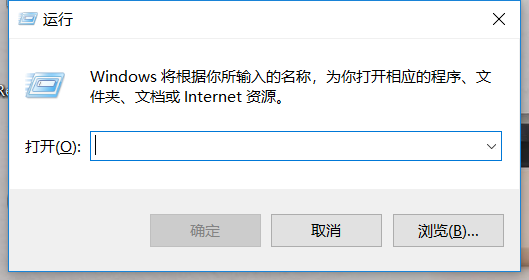 运行
Windows 将根据你所输入的名称，为你打开相应的程序、文
件夹、文档或 Internet 资源。
打开(O):
确定
取消
浏览(B)...